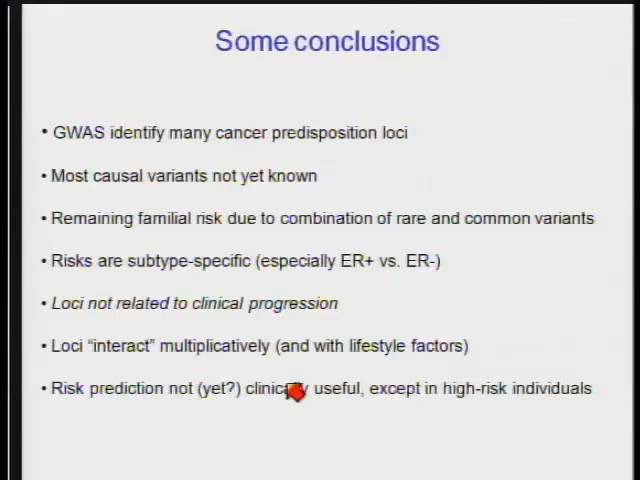 Some conclusions
• GWAS identify many cancer predisposition loci
• Most causal variants not yet known
• Remaining familial risk due to combination of rare and common variants
• Risks are subtype-specific (especially ER+ vs. ER-)
• Loci not related to clinical progression
• Loci “interact” multiplicatively (and with lifestyle factors)
• Risk prediction not (yet?) clinically useful, except in high-risk individuals